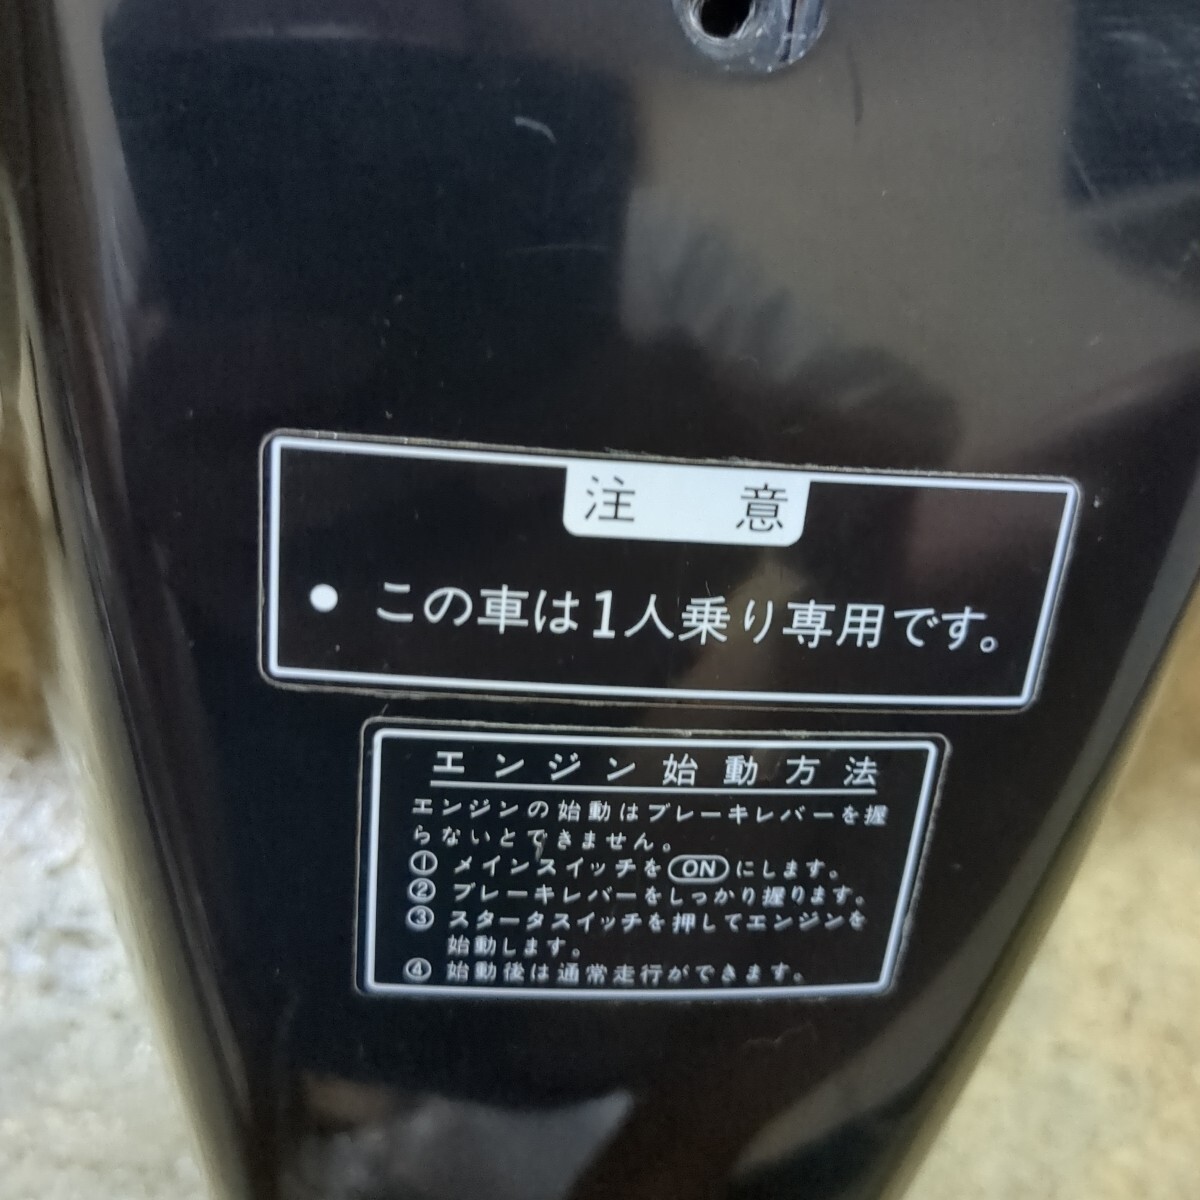 注　意
● この車は1人乗り専用です。
エンジン始動方法
エンジンの始動はブレーキレバーを握
らないとできません。
① メインスイッチを ON にします。
② ブレーキレバーをしっかり握ります。
③ スタータスイッチを押してエンジンを
始動します。
④ 始動後は通常走行ができます。